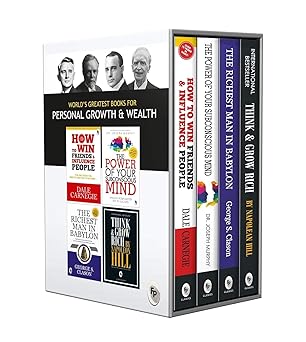 WORLD'S GREATEST BOOKS FOR
PERSONAL GROWTH & WEALTH
HOW TO
WIN
FRIENDS &
INFLUENCE
PEOPLE
DALE
CARNEGIE
THE
POWER
OF YOUR
SUBCONSCIOUS
MIND
THE
RICHEST
MAN IN
BABYLON
GEORGE S.
CLASON
THINK
& GROW
RICH
BY NAPOLEON
HILL
FP
HOW TO WIN FRIENDS
& INFLUENCE PEOPLE
DALE CARNEGIE
THE POWER OF YOUR SUBCONSCIOUS MIND
DR. JOSEPH MURPHY
THE RICHEST MAN IN BABYLON
George S. Clason
INTERNATIONAL
BESTSELLER
THINK & GROW RICH
BY NAPOLEON HILL